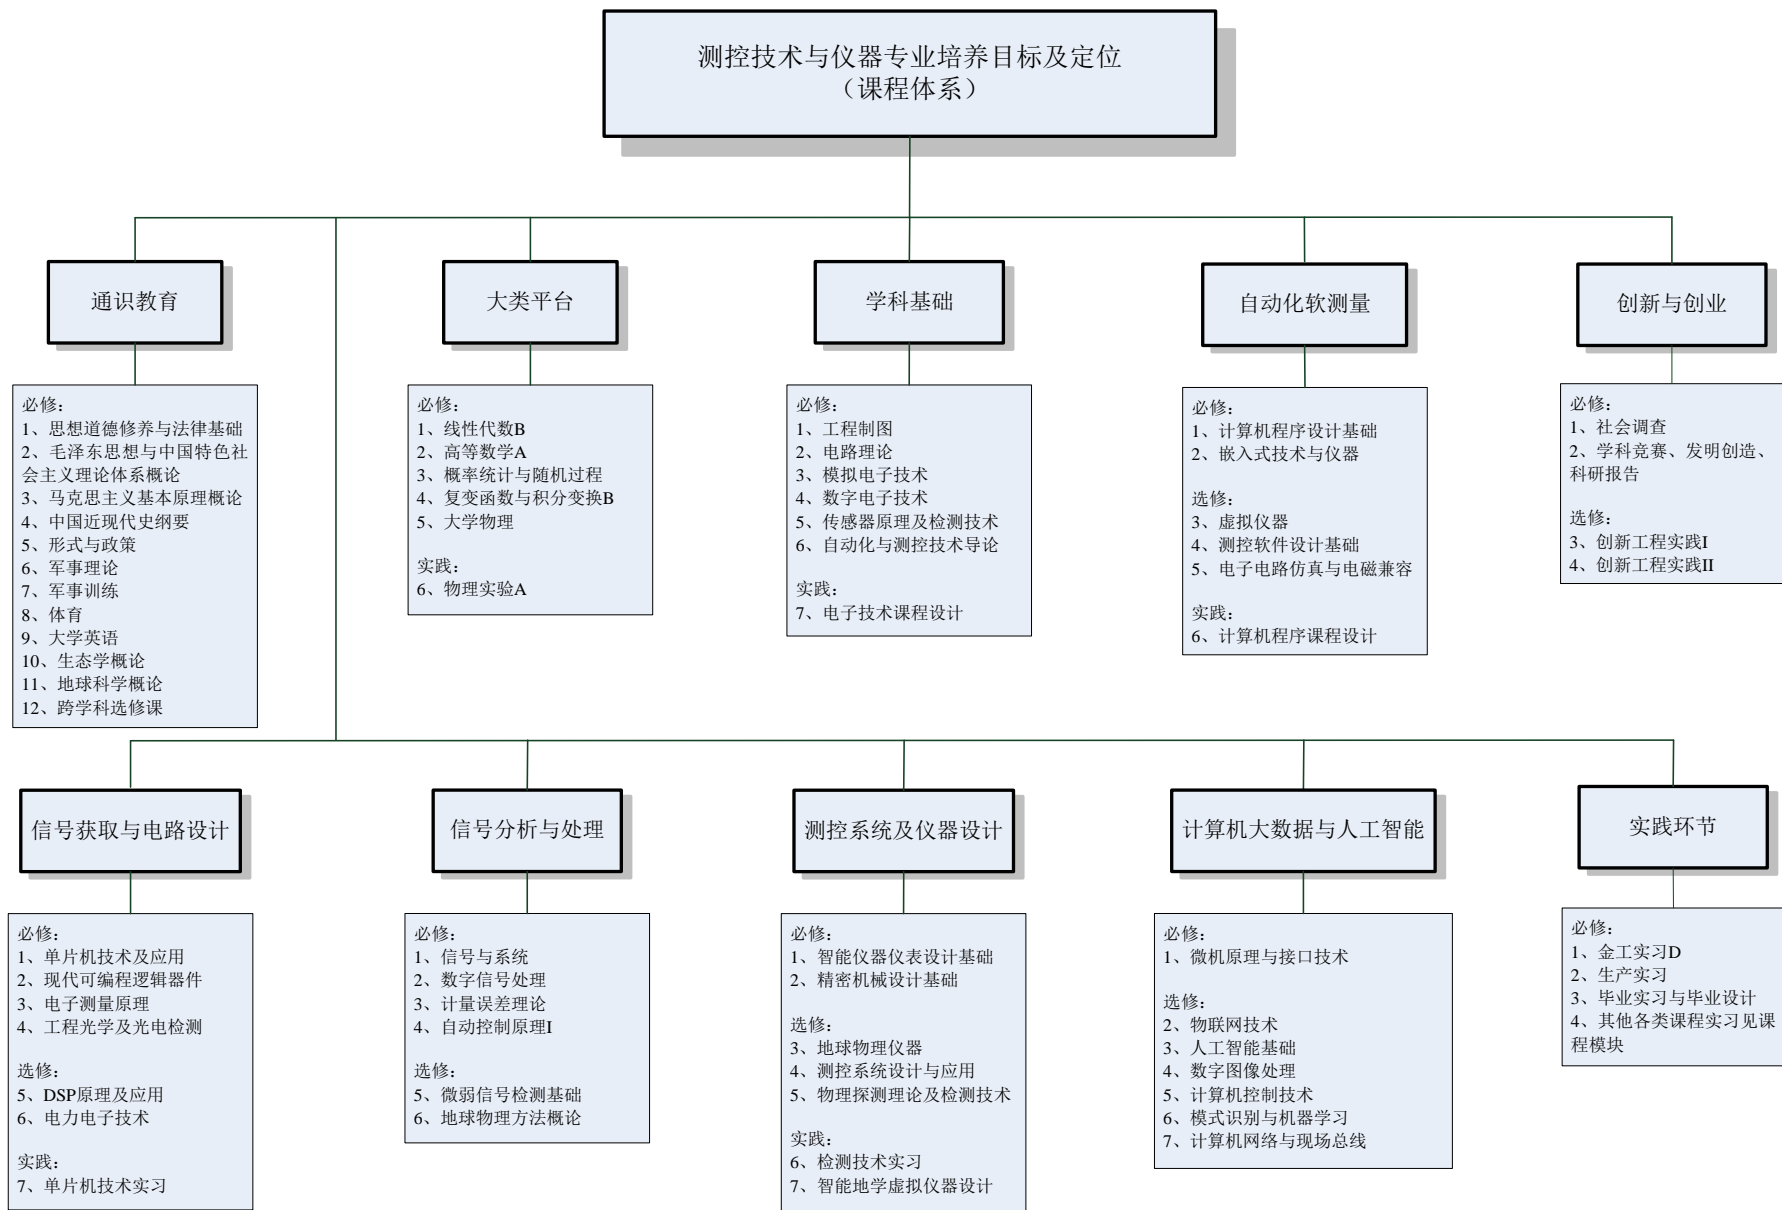 测控技术与仪器专业培养目标及定位
（课程体系）
通识教育
必修：
1、思想道德修养与法律基础
2、毛泽东思想与中国特色社
会主义理论体系概论
3、马克思主义基本原理概论
4、中国近现代史纲要
5、形式与政策
6、军事理论
7、军事训练
8、体育
9、大学英语
10、生态学概论
11、地球科学概论
12、跨学科选修课
大类平台
必修：
1、线性代数B
2、高等数学A
3、概率统计与随机过程
4、复变函数与积分变换B
5、大学物理
实践：
6、物理实验A
学科基础
必修：
1、工程制图
2、电路理论
3、模拟电子技术
4、数字电子技术
5、传感器原理及检测技术
6、自动化与测控技术导论
实践：
7、电子技术课程设计
自动化软测量
必修：
1、计算机程序设计基础
2、嵌入式技术与仪器
选修：
3、虚拟仪器
4、测控软件设计基础
5、电子电路仿真与电磁兼容
实践：
6、计算机程序课程设计
创新与创业
必修：
1、社会调查
2、学科竞赛、发明创造、
科研报告
选修：
3、创新工程实践I
4、创新工程实践II
信号获取与电路设计
必修：
1、单片机技术及应用
2、现代可编程逻辑器件
3、电子测量原理
4、工程光学及光电检测
选修：
5、DSP原理及应用
6、电力电子技术
实践：
7、单片机技术实习
信号分析与处理
必修：
1、信号与系统
2、数字信号处理
3、计量误差理论
4、自动控制原理I
选修：
5、微弱信号检测基础
6、地球物理方法概论
测控系统及仪器设计
必修：
1、智能仪器仪表设计基础
2、精密机械设计基础
选修：
3、地球物理仪器
4、测控系统设计与应用
5、物理探测理论及检测技术
实践：
6、检测技术实习
7、智能地学虚拟仪器设计
计算机大数据与人工智能
必修：
1、微机原理与接口技术
选修：
2、物联网技术
3、人工智能基础
4、数字图像处理
5、计算机控制技术
6、模式识别与机器学习
7、计算机网络与现场总线
实践环节
必修：
1、金工实习D
2、生产实习
3、毕业实习与毕业设计
4、其他各类课程实习见课
程模块